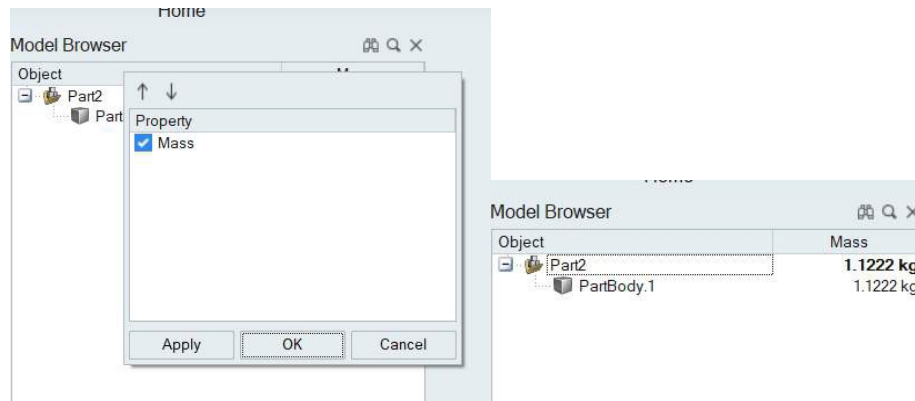 Home
Model Browser
Object
Part2
Part
Property
Mass
Apply OK Cancel
Model Browser
Object Mass
Part2 1.1222 kg
PartBody.1 1.1222 kg